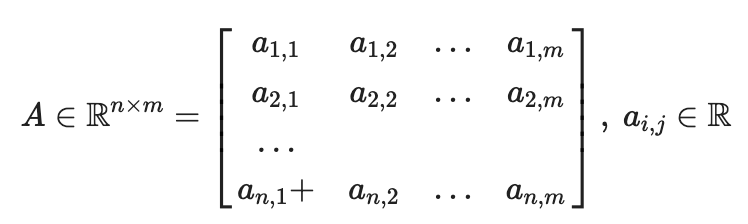 a_{1,1} a_{1,2} … a_{1,m}
a_{2,1} a_{2,2} … a_{2,m}
A ∈ ℝ^{n×m} = [ ] , a_{i,j} ∈ ℝ
…
a_{n,1}+ a_{n,2} … a_{n,m}